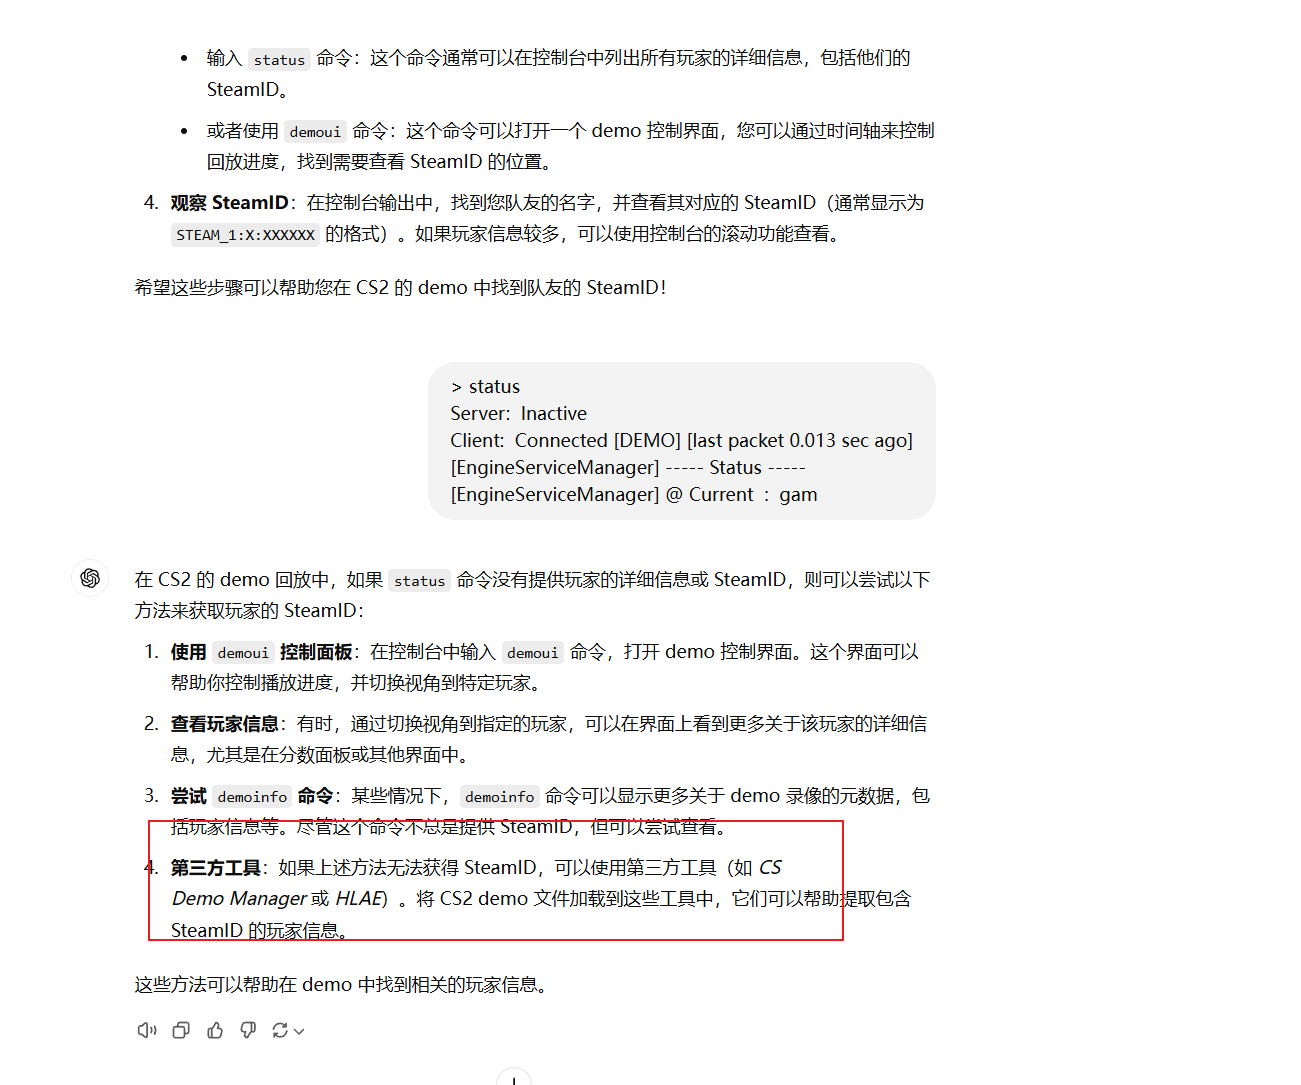 输入 status 命令：这个命令通常可以在控制台中列出所有玩家的详细信息，包括他们的
SteamID。
或者使用 demoui 命令：这个命令可以打开一个 demo 控制界面，您可以通过时间轴来控制
回放进度，找到需要查看 SteamID 的位置。
4. 观察 SteamID：在控制台输出中，找到您队友的名字，并查看其对应的 SteamID（通常显示为
STEAM_1:X:XXXXXX 的格式）。如果玩家信息较多，可以使用控制台的滚动功能查看。
希望这些步骤可以帮助您在 CS2 的 demo 中找到队友的 SteamID！
> status
Server: Inactive
Client: Connected [DEMO] [last packet 0.013 sec ago]
[EngineServiceManager] ----- Status -----
[EngineServiceManager] @ Current : gam
在 CS2 的 demo 回放中，如果 status 命令没有提供玩家的详细信息或 SteamID，则可以尝试以下
方法来获取玩家的 SteamID：
1. 使用 demoui 控制面板：在控制台中输入 demoui 命令，打开 demo 控制界面。这个界面可以
帮助你控制播放进度，并切换视角到特定玩家。
2. 查看玩家信息：有时，通过切换视角到指定的玩家，可以在界面上看到更多关于该玩家的详细信
息，尤其是在分数面板或其他界面中。
3. 尝试 demoinfo 命令：某些情况下，demoinfo 命令可以显示更多关于 demo 录像的元数据，包
括玩家信息等。尽管这个命令不总是提供 SteamID，但可以尝试查看。
4. 第三方工具：如果上述方法无法获得 SteamID，可以使用第三方工具（如 CS
Demo Manager 或 HLAE）。将 CS2 demo 文件加载到这些工具中，它们可以帮助提取包含
SteamID 的玩家信息。
这些方法可以帮助在 demo 中找到相关的玩家信息。